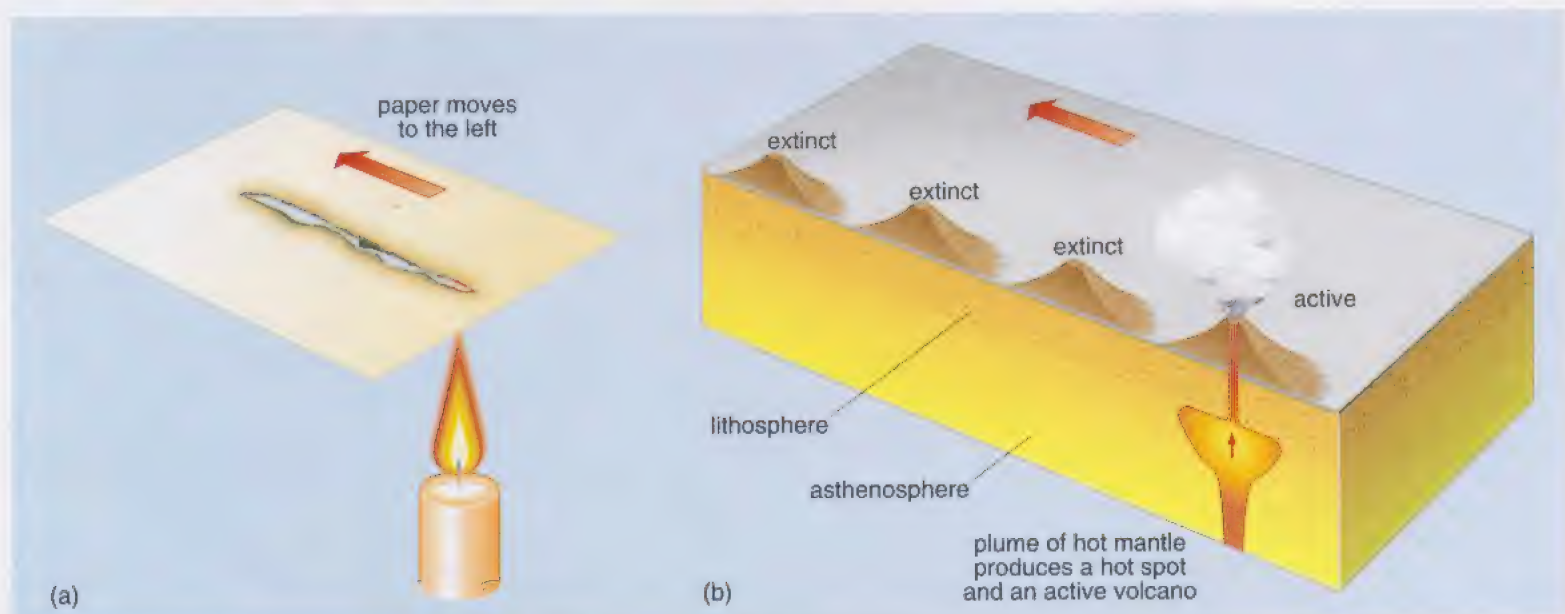 paper moves
to the left
(a)
extinct
extinct
extinct
active
lithosphere
asthenosphere
plume of hot mantle
produces a hot spot
and an active volcano
(b)